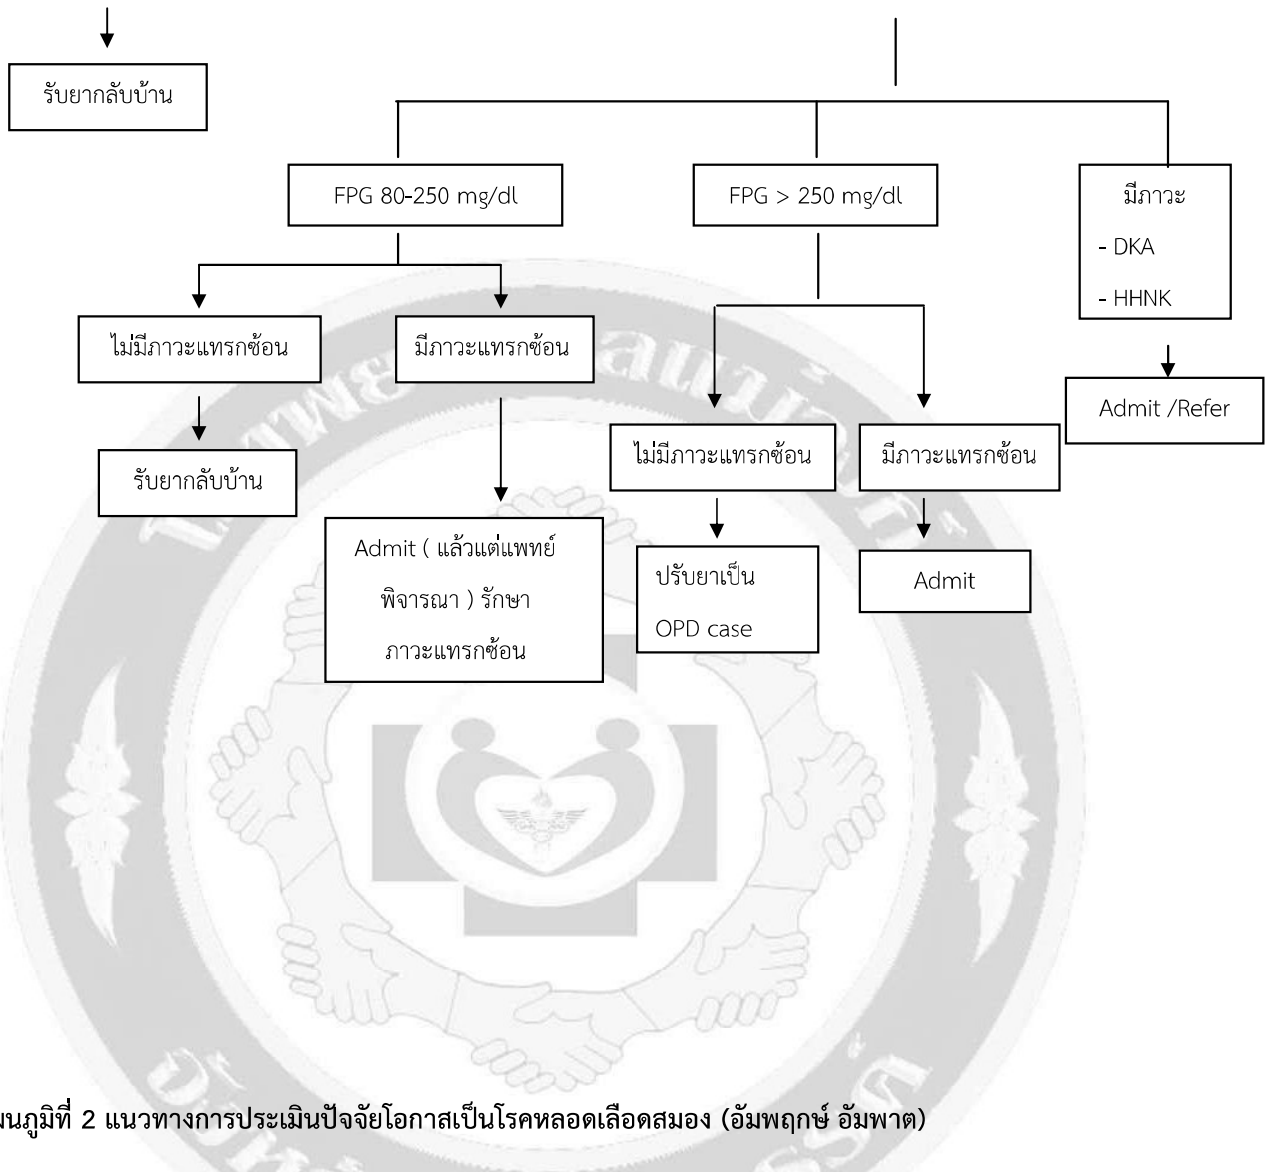 รับยากลับบ้าน
FPG 80-250 mg/dl
FPG > 250 mg/dl
มีภาวะ
- DKA
- HHNK
ไม่มีภาวะแทรกซ้อน
มีภาวะแทรกซ้อน
Admit /Refer
ไม่มีภาวะแทรกซ้อน
มีภาวะแทรกซ้อน
รับยากลับบ้าน
Admit ( แล้วแต่แพทย์
พิจารณา ) รักษา
ภาวะแทรกซ้อน
ปรับยาเป็น
OPD case
Admit
นภูมิที่ 2 แนวทางการประเมินปัจจัยโอกาสเป็นโรคหลอดเลือดสมอง (อัมพฤกษ์ อัมพาต)